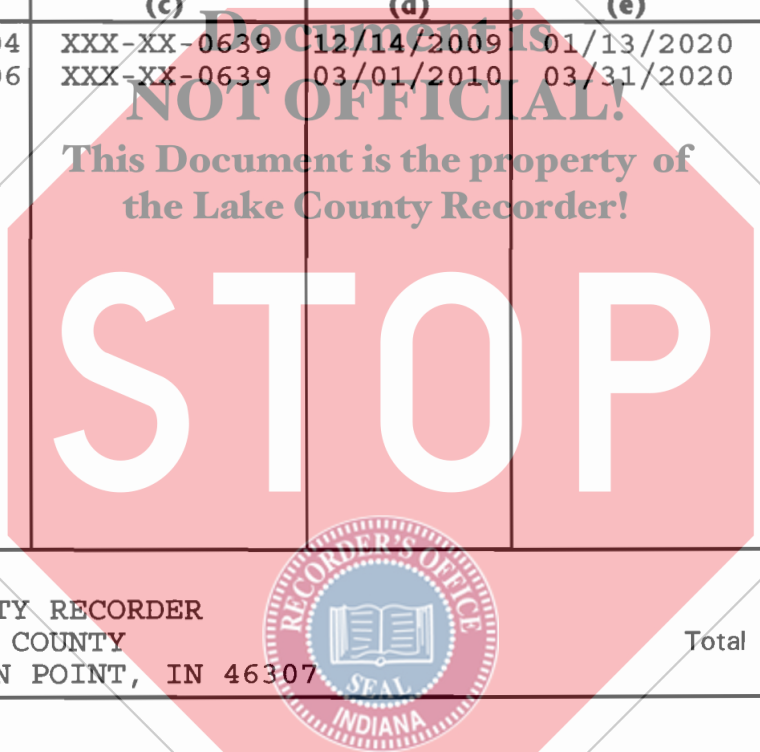 (c) (d) (e)
Document is
04 XXX-XX-0639 12/14/2009 01/13/2020
06 XXX-XX-0639 03/01/2010 03/31/2020
NOT OFFICIAL!
This Document is the property of
the Lake County Recorder!
STOP
RECORDER'S OFFICE
SEAL
INDIANA
TY RECORDER
COUNTY
Total
N POINT, IN 46307